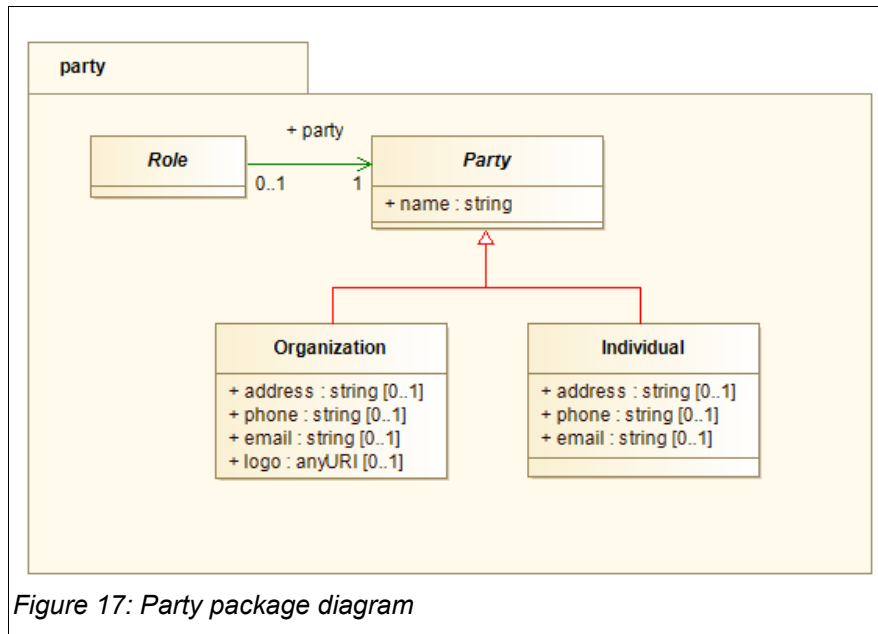 party
+ party
Role
Party
0..1
1
+ name : string
Organization
+ address : string [0..1]
+ phone : string [0..1]
+ email : string [0..1]
+ logo : anyURI [0..1]
Individual
+ address : string [0..1]
+ phone : string [0..1]
+ email : string [0..1]
Figure 17: Party package diagram